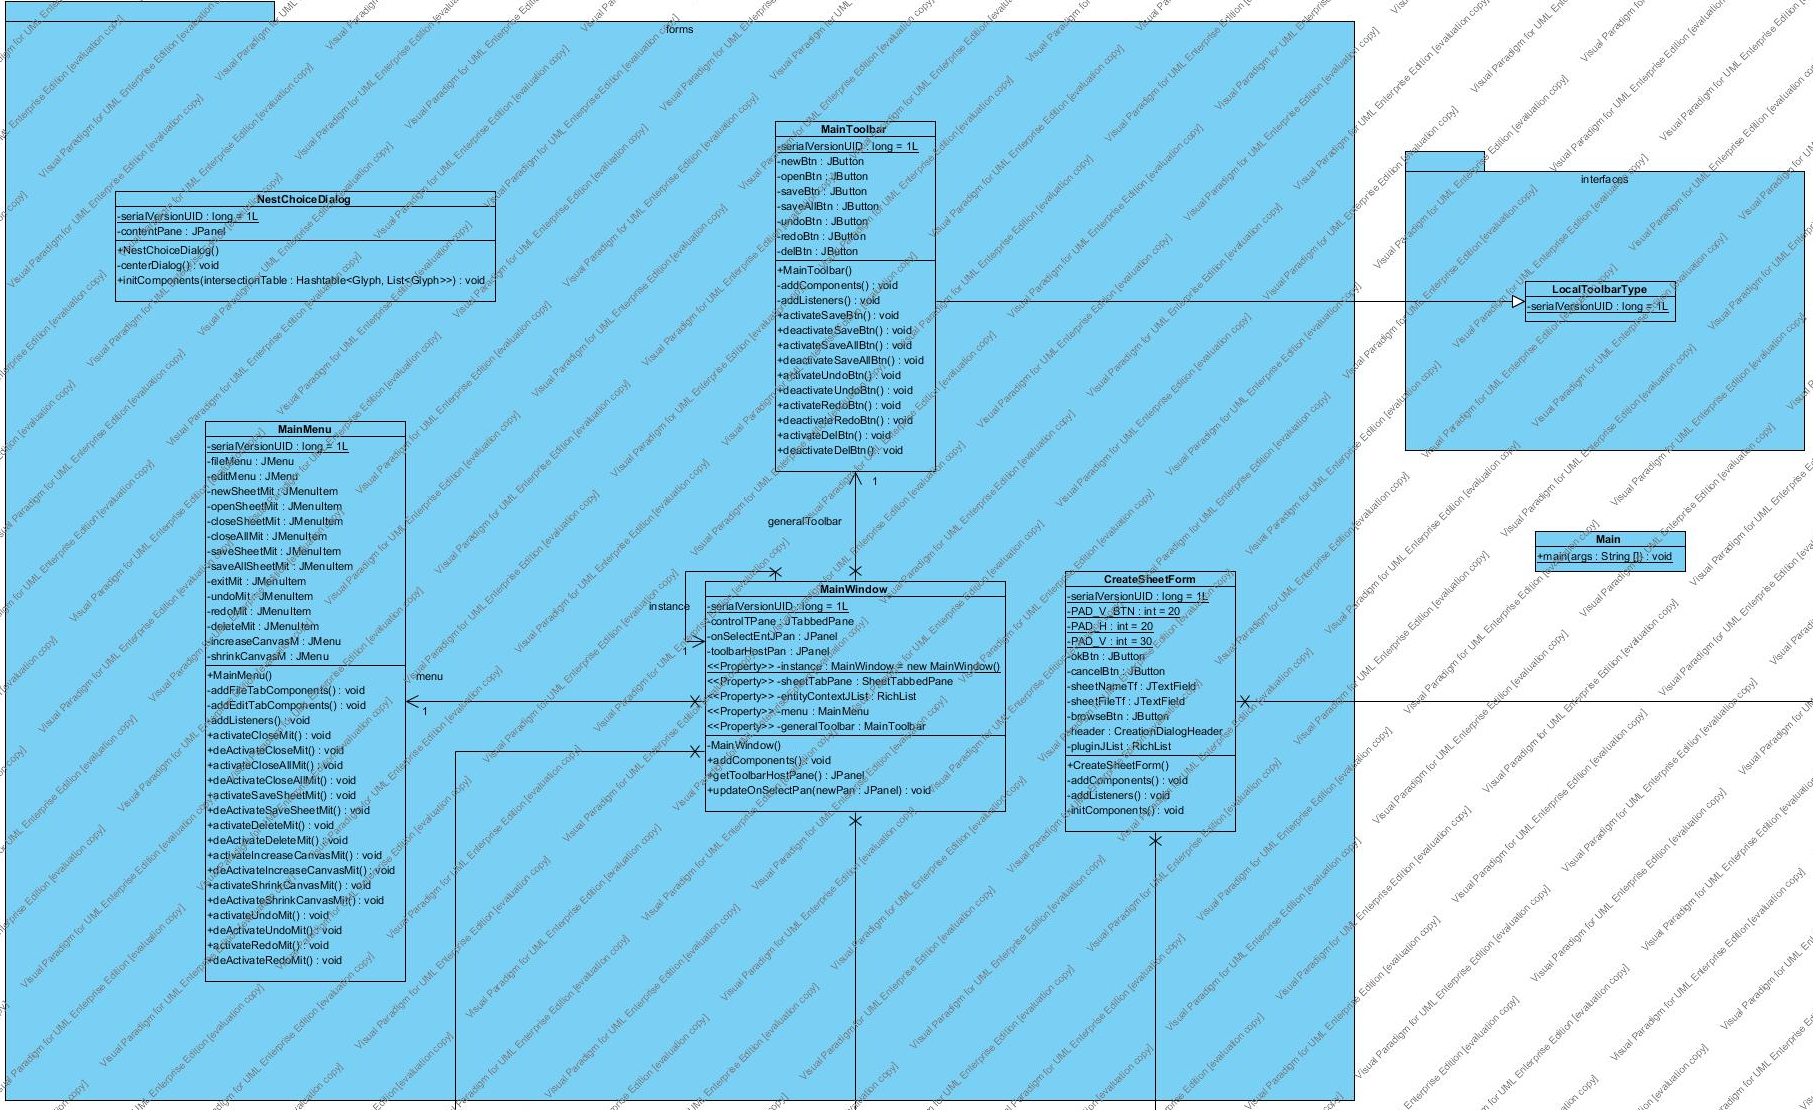 forms
MainToolbar
-serialVersionUID : long = 1L
-newBtn : JButton
-openBtn : JButton
-saveBtn : JButton
-saveAllBtn : JButton
-undoBtn : JButton
-redoBtn : JButton
-delBtn : JButton
+MainToolbar()
-addComponents() : void
-addListeners() : void
+activateSaveBtn() : void
+deactivateSaveBtn() : void
+activateSaveAllBtn() : void
+deactivateSaveAllBtn() : void
+activateUndoBtn() : void
+deactivateUndoBtn() : void
+activateRedoBtn() : void
+deactivateRedoBtn() : void
+activateDelBtn() : void
+deactivateDelBtn() : void
interfaces
LocalToolbarType
-serialVersionUID : long = 1L
NestChoiceDialog
-serialVersionUID : long = 1L
-contentPane : JPanel
+NestChoiceDialog()
-centerDialog() : void
+initComponents(intersectionTable : Hashtable<Glyph, List<Glyph>>) : void
MainMenu
-serialVersionUID : long = 1L
-fileMenu : JMenu
-editMenu : JMenu
-newSheetMit : JMenuItem
-openSheetMit : JMenuItem
-closeSheetMit : JMenuItem
-closeAllMit : JMenuItem
-saveSheetMit : JMenuItem
-saveAllSheetMit : JMenuItem
-exitMit : JMenuItem
-undoMit : JMenuItem
-redoMit : JMenuItem
-deleteMit : JMenuItem
-increaseCanvasM : JMenu
-shrinkCanvasM : JMenu
+MainMenu()
-addFileTabComponents() : void
-addEditTabComponents() : void
-addListeners() : void
+activateCloseMit() : void
+deActivateCloseMit() : void
+activateCloseAllMit() : void
+deActivateCloseAllMit() : void
+activateSaveSheetMit() : void
+deActivateSaveSheetMit() : void
+activateDeleteMit() : void
+deActivateDeleteMit() : void
+activateIncreaseCanvasMit() : void
+deActivateIncreaseCanvasMit() : void
+activateShrinkCanvasMit() : void
+deActivateShrinkCanvasMit() : void
+activateUndoMit() : void
+deActivateUndoMit() : void
+activateRedoMit() : void
+deActivateRedoMit() : void
1
generalToolbar
instance
1
menu
1
MainWindow
-serialVersionUID : long = 1L
-controlTPane : JTabbedPane
-onSelectEntJPan : JPanel
-toolbarHostPan : JPanel
<<Property>> -instance : MainWindow = new MainWindow()
<<Property>> -sheetTabPane : SheetTabbedPane
<<Property>> -entityContextJList : RichList
<<Property>> -menu : MainMenu
<<Property>> -generalToolbar : MainToolbar
-MainWindow()
+addComponents() : void
+getToolbarHostPane() : JPanel
+updateOnSelectPan(newPan : JPanel) : void
CreateSheetForm
-serialVersionUID : long = 1L
-PAD_V_BTN : int = 20
-PAD_H : int = 20
-PAD_V : int = 30
-okBtn : JButton
-cancelBtn : JButton
-sheetNameTf : JTextField
-sheetFileTf : JTextField
-browseBtn : JButton
-header : CreationDialogHeader
-pluginJList : RichList
+CreateSheetForm()
-addComponents() : void
-addListeners() : void
-initComponents() : void
Main
+main(args : String []) : void
Visual Paradigm for UML Enterprise Edition [evaluation copy]